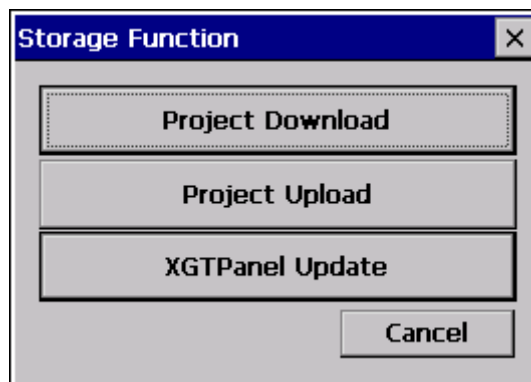 Storage Function
Project Download
Project Upload
XGTPanel Update
Cancel